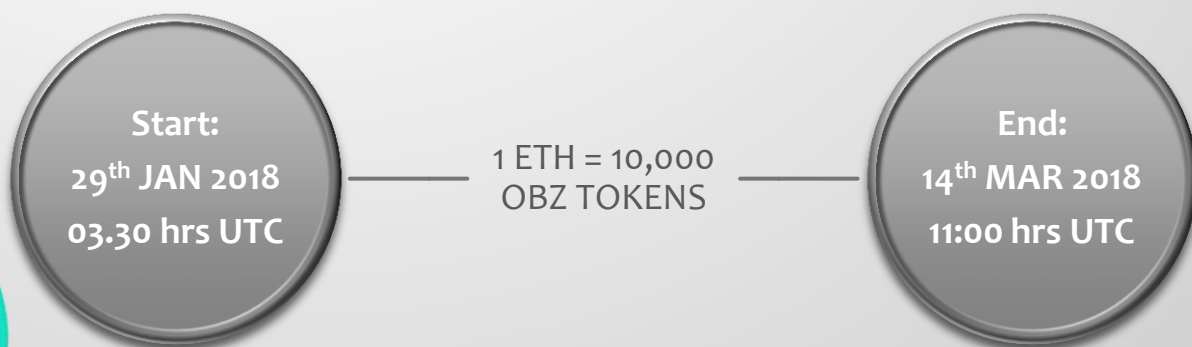 Start:
29th JAN 2018
03.30 hrs UTC
1 ETH = 10,000
OBZ TOKENS
End:
14th MAR 2018
11:00 hrs UTC